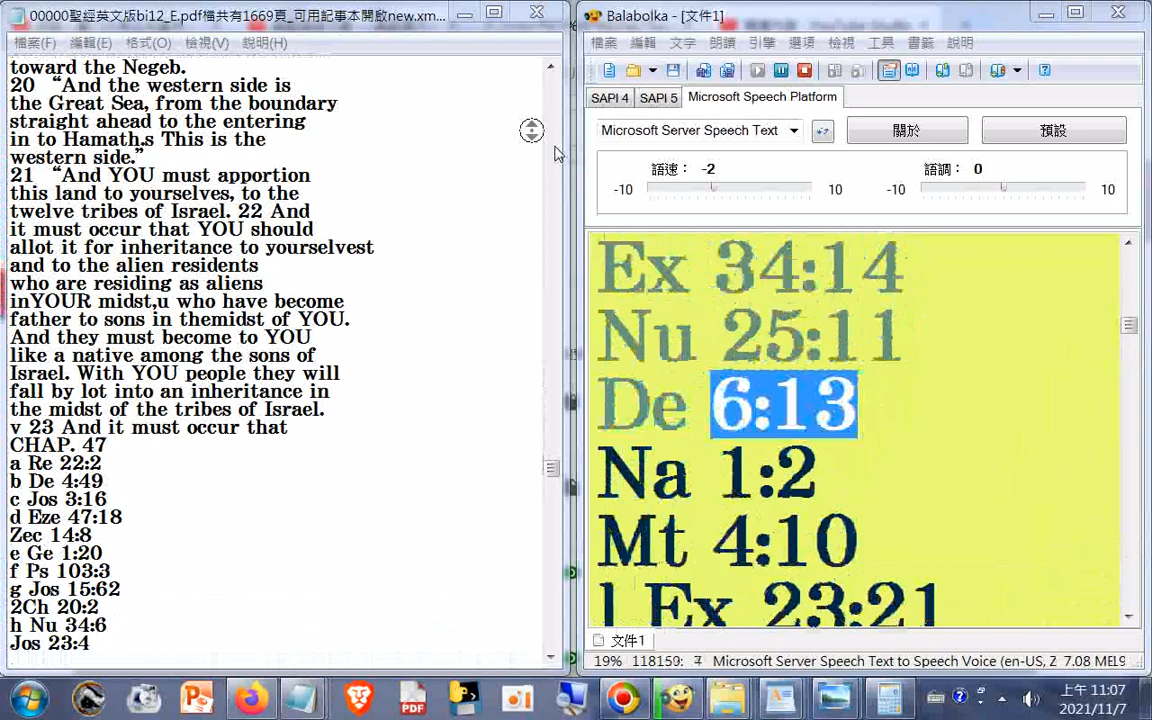 00000聖經英文版bi12_E.pdf檔共有1669頁_可用記事本開啟new.xm...
檔案(F) 編輯(E) 格式(O) 檢視(V) 說明(H)
toward the Negeb.
20 “And the western side is
the Great Sea, from the boundary
straight ahead to the entering
in to Hamath.s This is the
western side.”
21 “And YOU must apportion
this land to yourselves, to the
twelve tribes of Israel. 22 And
it must occur that YOU should
allot it for inheritance to yourselvest
and to the alien residents
who are residing as aliens
inYOUR midst,u who have become
father to sons in themidst of YOU.
And they must become to YOU
like a native among the sons of
Israel. With YOU people they will
fall by lot into an inheritance in
the midst of the tribes of Israel.
v 23 And it must occur that
CHAP. 47
a Re 22:2
b De 4:49
c Jos 3:16
d Eze 47:18
Zec 14:8
e Ge 1:20
f Ps 103:3
g Jos 15:62
2Ch 20:2
h Nu 34:6
Jos 23:4
Balabolka - [文件1]
檔案 編輯 文字 朗讀 引擎 選項 檢視 工具 書籤 說明
SAPI 4 SAPI 5 Microsoft Speech Platform
Microsoft Server Speech Text 關於 預設
語速: -2 語調: 0
-10 10 -10 10
Ex 34:14
Nu 25:11
De 6:13
Na 1:2
Mt 4:10
l Ex 23:21
文件1
19% 118159: Microsoft Server Speech Text to Speech Voice (en-US, Z 7.08
PDF
上午 11:07
2021/11/7